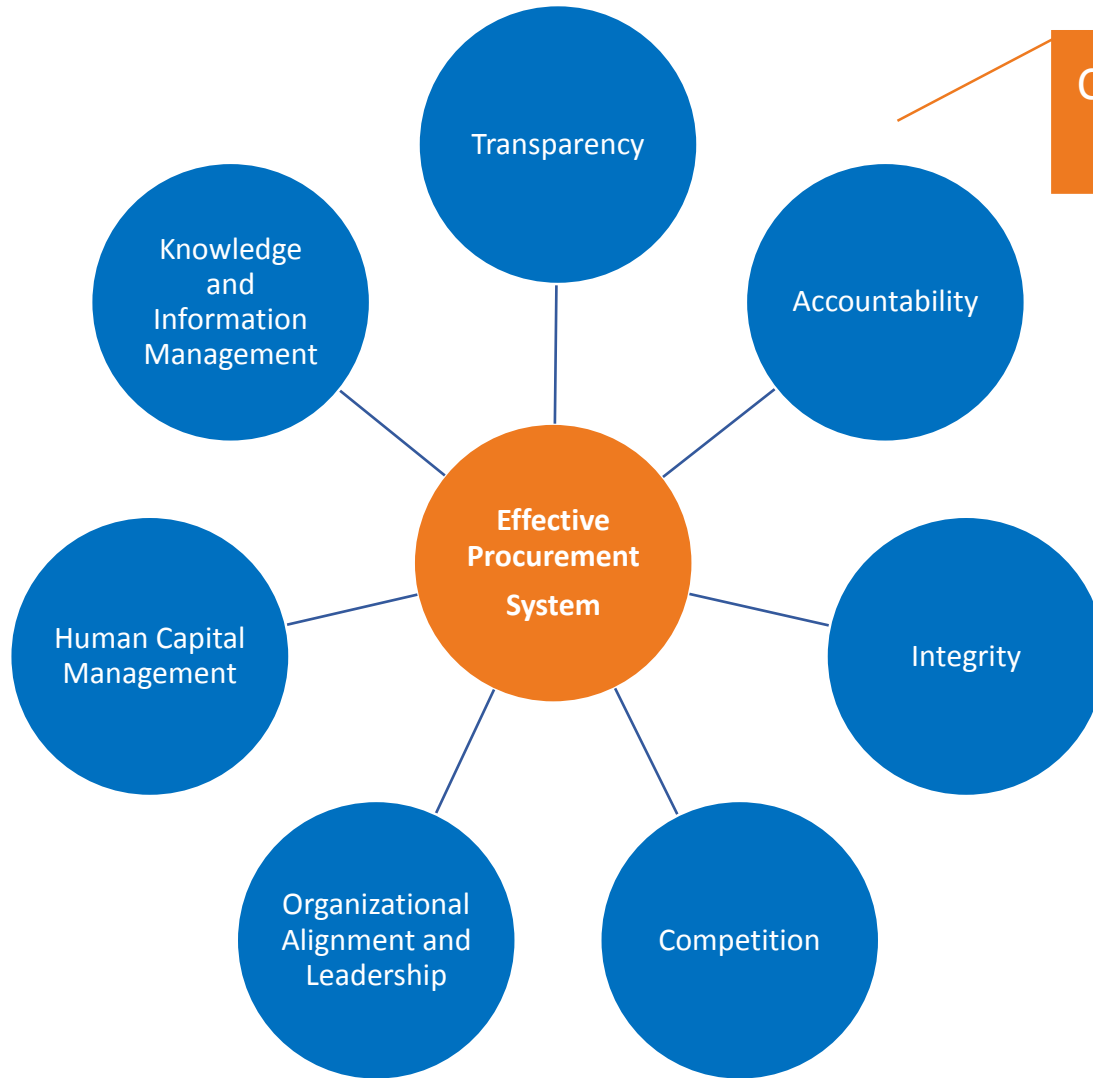 Transparency
Accountability
Integrity
Competition
Organizational
Alignment and
Leadership
Human Capital
Management
Knowledge
and
Information
Management
Effective
Procurement
System